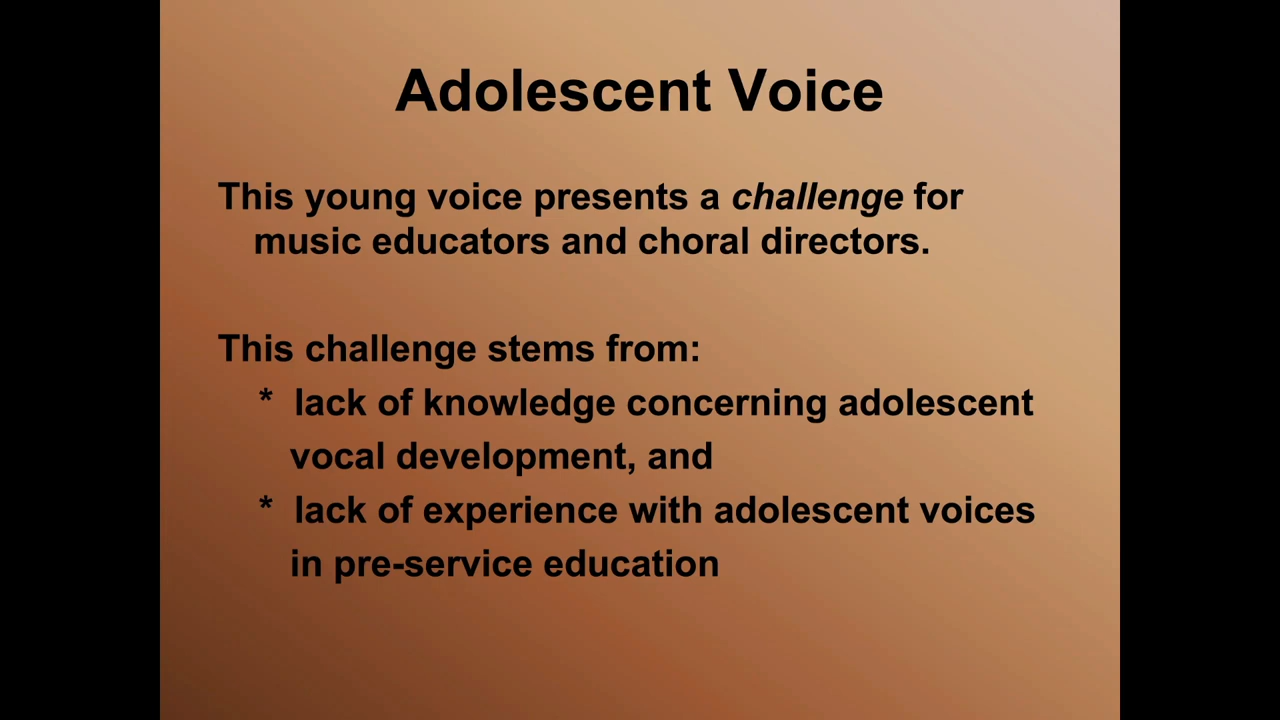 Adolescent Voice
This young voice presents a challenge for
music educators and choral directors.
This challenge stems from:
* lack of knowledge concerning adolescent
vocal development, and
* lack of experience with adolescent voices
in pre-service education